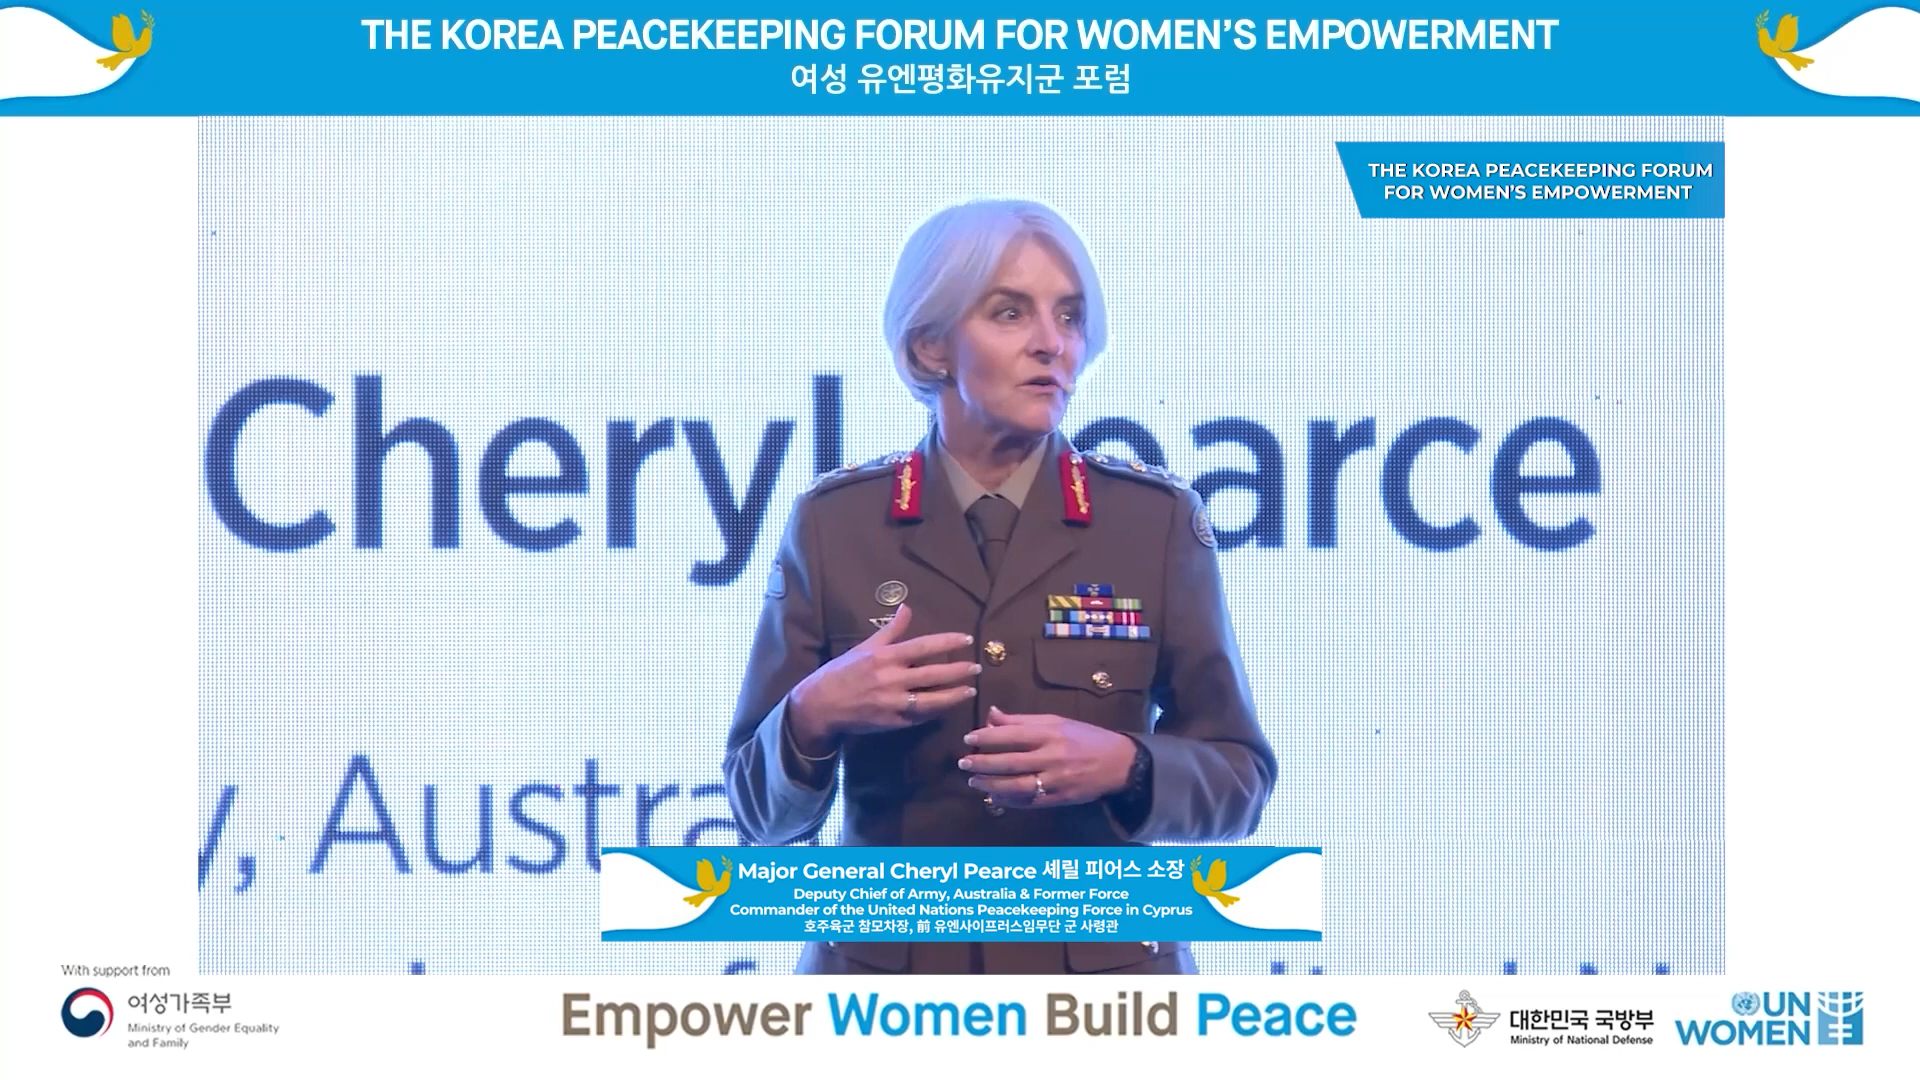 THE KOREA PEACEKEEPING FORUM FOR WOMEN'S EMPOWERMENT
여성 유엔평화유지군 포럼
THE KOREA PEACEKEEPING FORUM
FOR WOMEN'S EMPOWERMENT
Cheryl Pearce
y, Austra
Major General Cheryl Pearce 셰릴 피어스 소장
Deputy Chief of Army, Australia & Former Force
Commander of the United Nations Peacekeeping Force in Cyprus
호주육군 참모차장, 前 유엔사이프러스임무단 군 사령관
With support from
여성가족부
Ministry of Gender Equality
and Family
Empower Women Build Peace
대한민국 국방부
Ministry of National Defense
UN
WOMEN